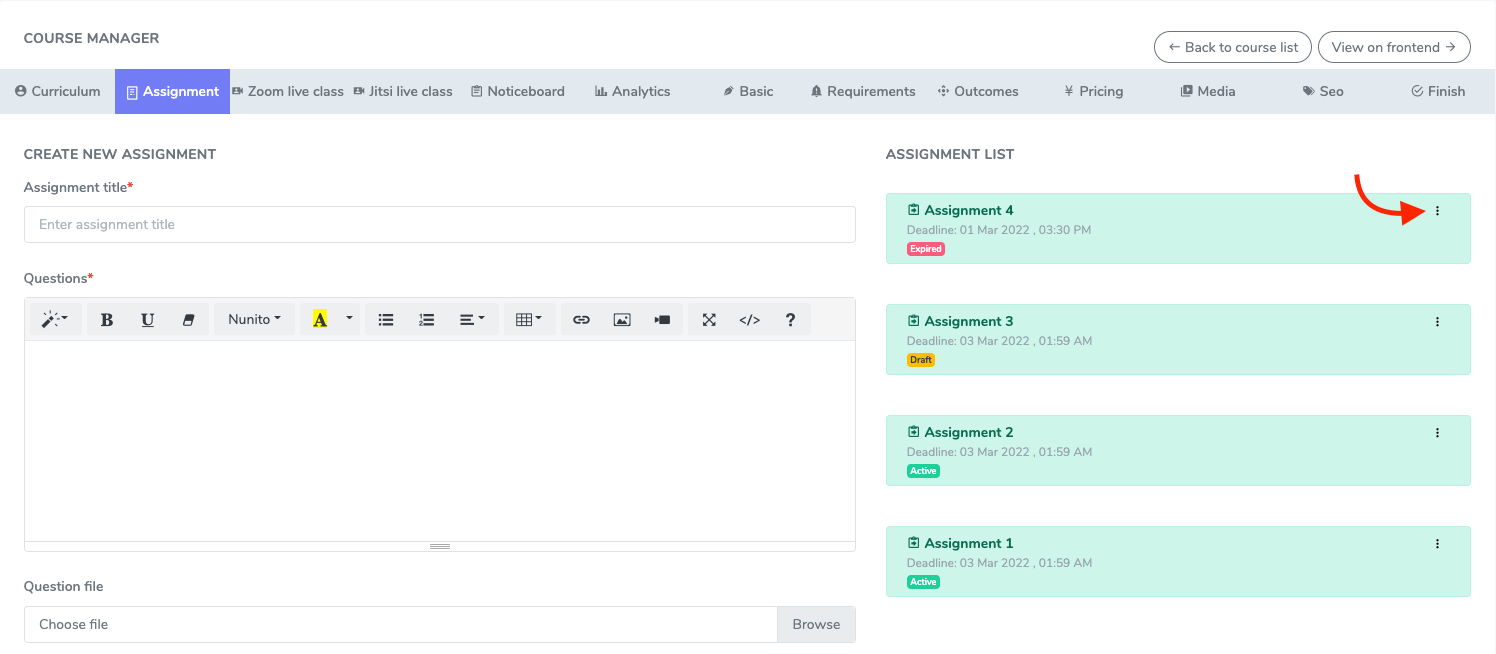 COURSE MANAGER
← Back to course list
View on frontend →
Curriculum
Assignment
Zoom live class
Jitsi live class
Noticeboard
Analytics
Basic
Requirements
Outcomes
¥ Pricing
Media
Seo
Finish
CREATE NEW ASSIGNMENT
Assignment title*
Enter assignment title
Questions*
B U Nunito A </> ?
Question file
Choose file
Browse
ASSIGNMENT LIST
Assignment 4
Deadline: 01 Mar 2022 , 03:30 PM
Expired
Assignment 3
Deadline: 03 Mar 2022 , 01:59 AM
Draft
Assignment 2
Deadline: 03 Mar 2022 , 01:59 AM
Active
Assignment 1
Deadline: 03 Mar 2022 , 01:59 AM
Active